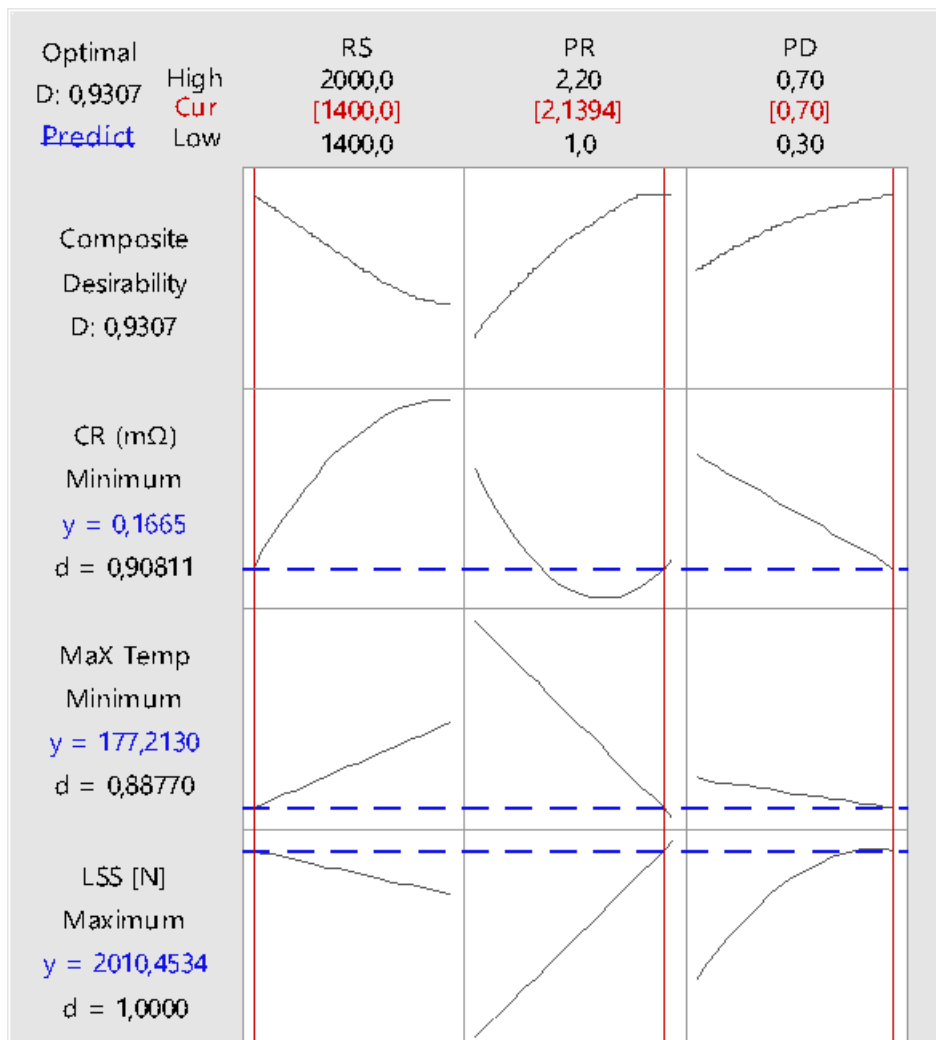 Optimal
D: 0,9307
Predict
High
Cur
Low
RS
2000,0
[1400,0]
1400,0
PR
2,20
[2,1394]
1,0
PD
0,70
[0,70]
0,30
Composite
Desirability
D: 0,9307
CR (mΩ)
Minimum
y = 0,1665
d = 0,90811
MaX Temp
Minimum
y = 177,2130
d = 0,88770
LSS [N]
Maximum
y = 2010,4534
d = 1,0000